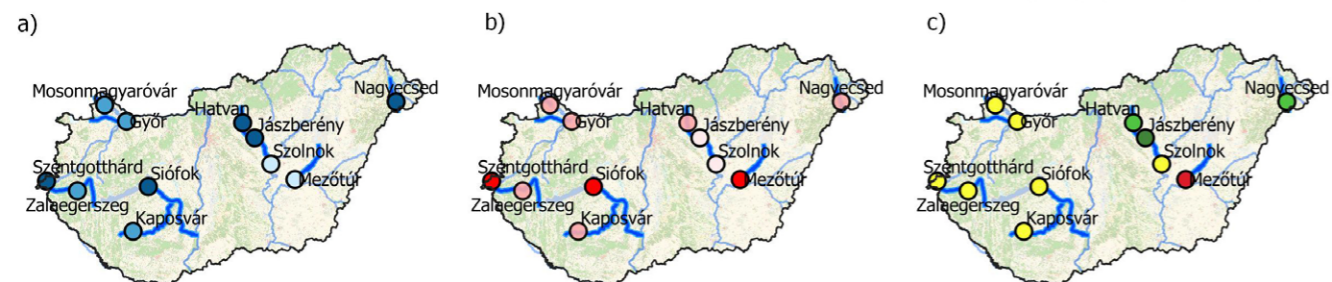 a)
Mosonmagyaróvár
Győr
Hatvan
Jászberény
Nagyecsed
Szolnok
Mezőtúr
Szentgotthárd
Siófok
Zalaegerszeg
Kaposvár
b)
Mosonmagyaróvár
Győr
Hatvan
Jászberény
Nagyecsed
Szolnok
Mezőtúr
Szentgotthárd
Siófok
Zalaegerszeg
Kaposvár
c)
Mosonmagyaróvár
Győr
Hatvan
Jászberény
Nagyecsed
Szolnok
Mezőtúr
Szentgotthárd
Siófok
Zalaegerszeg
Kaposvár